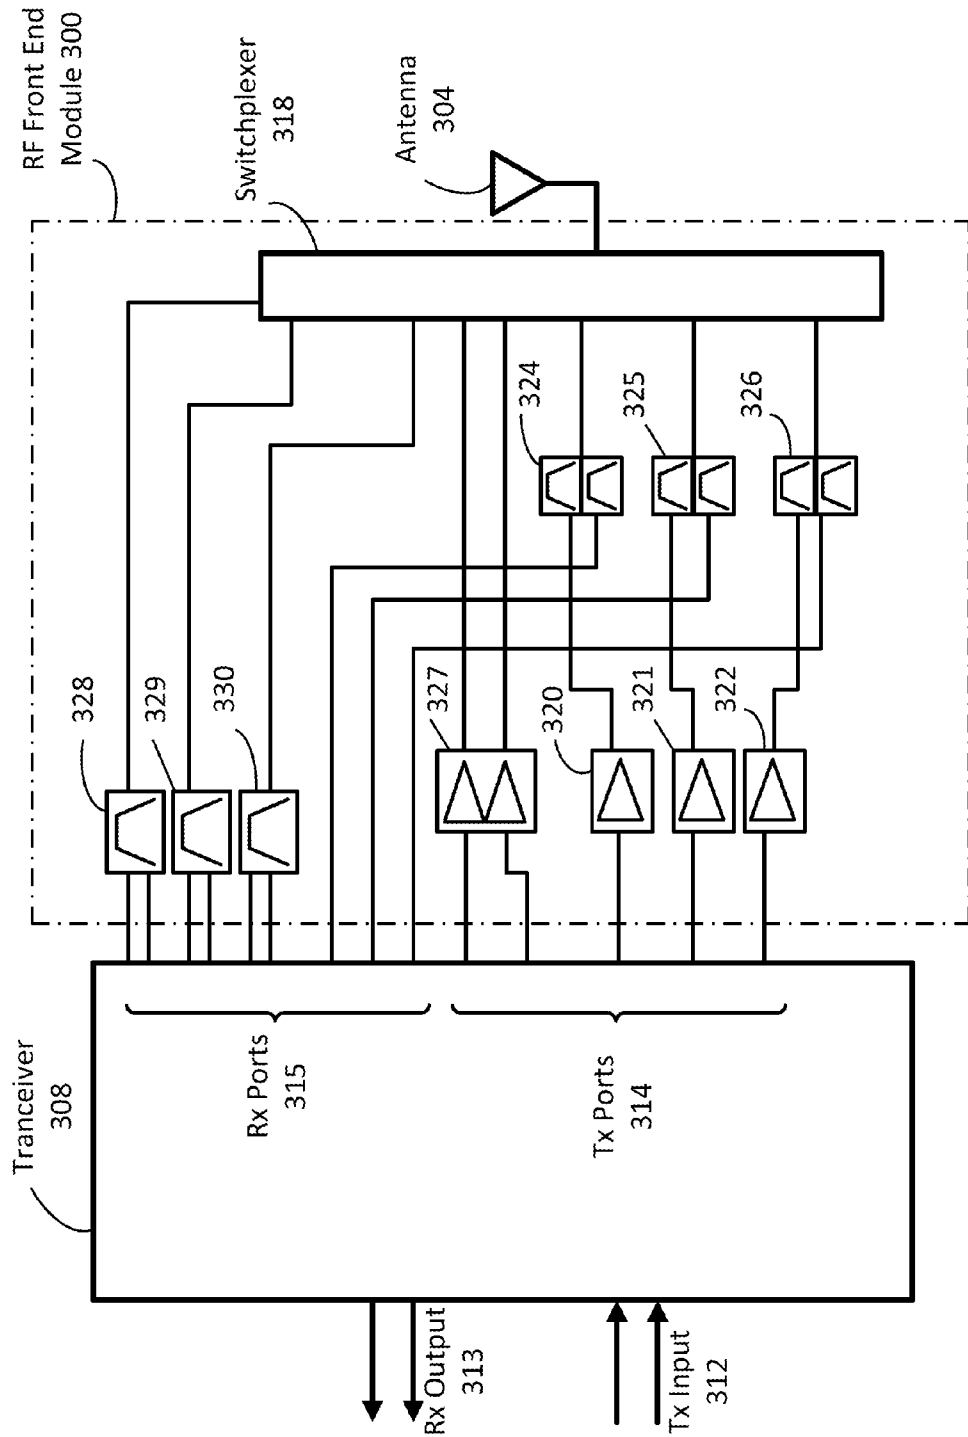 RF Front End
Module 300
Switchplexer
318
Antenna
304
324
325
326
328
329
330
327
320
321
322
Tranceiver
308
Rx Ports
315
Tx Ports
314
Rx Output
313
Tx Input
312